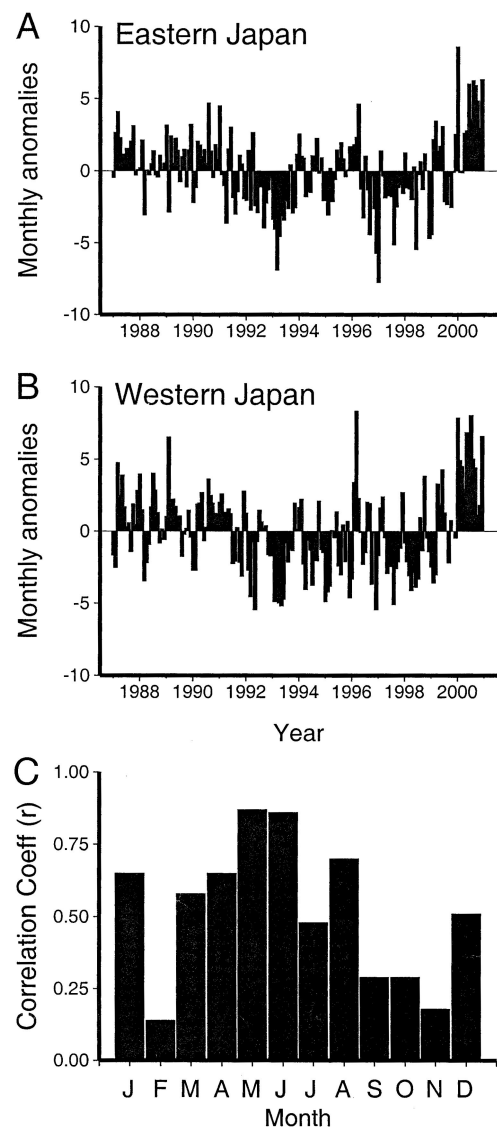 A
Eastern Japan
Monthly anomalies
10
5
0
-5
-10
1988 1990 1992 1994 1996 1998 2000
B
Western Japan
Monthly anomalies
10
5
0
-5
-10
1988 1990 1992 1994 1996 1998 2000
Year
C
Correlation Coeff (r)
1.00
0.75
0.50
0.25
0.00
J F M A M J J A S O N D
Month